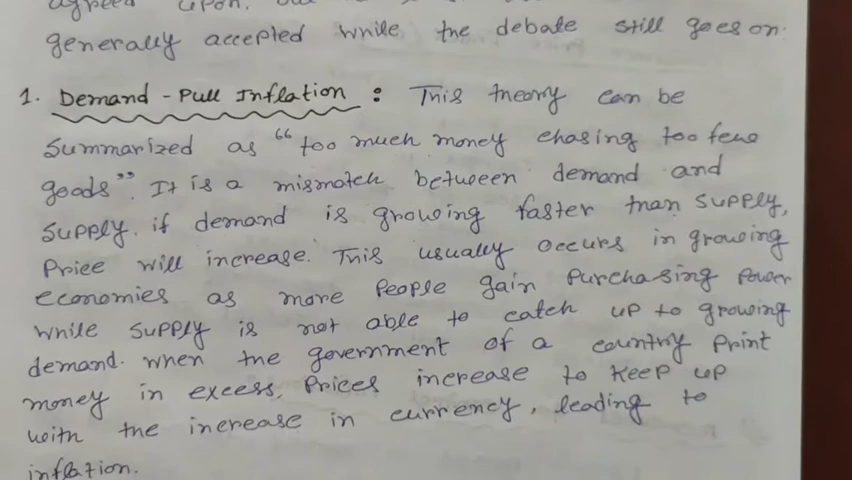 agreed upon.
generally accepted while the debate still goes on.
1. Demand-Pull Inflation : This theory can be
summarized as "too much money chasing too few
goods". It is a mismatch between demand and
supply. if demand is growing faster than supply,
Price will increase. This usually occurs in growing
economies as more people gain purchasing power
while supply is not able to catch up to growing
demand. when the government of a country print
money in excess, Prices increase to keep up
with the increase in currency, leading to
inflation.